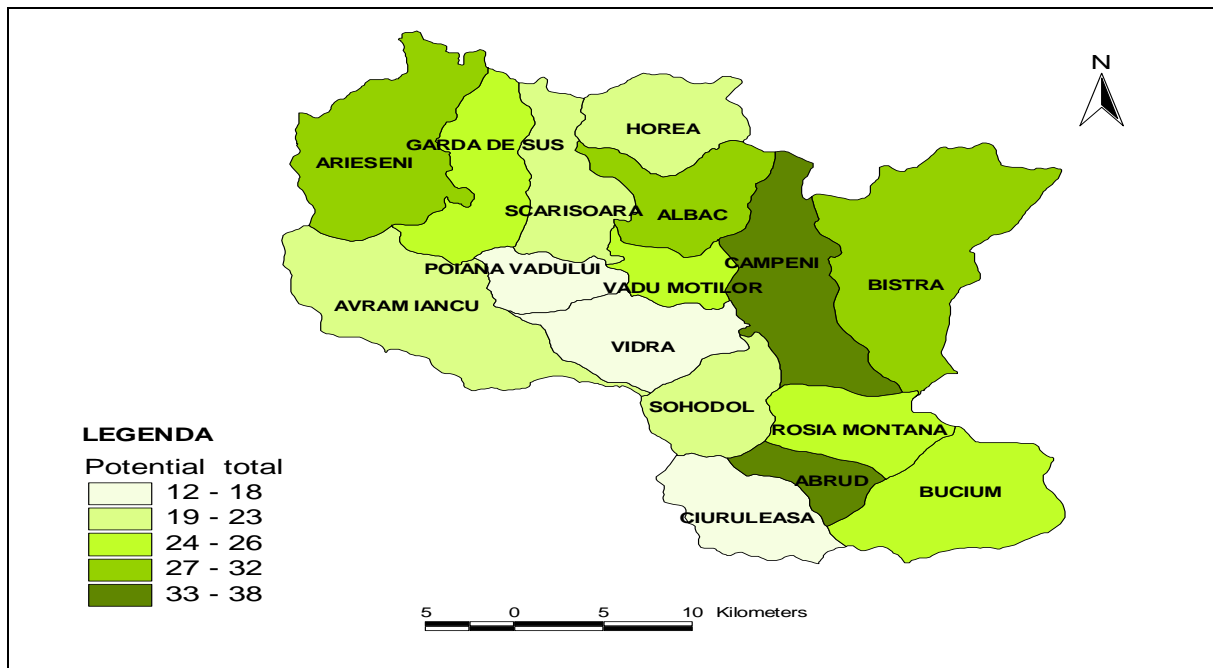 N
HOREA
GARDA DE SUS
ARIESENI
SCARISOARA
ALBAC
CAMPENI
POIANA VADULUI
BISTRA
VADU MOTILOR
AVRAM IANCU
VIDRA
SOHODOL
ROSIA MONTANA
ABRUD
BUCIUM
CIURULEASA
LEGENDA
Potential total
12 - 18
19 - 23
24 - 26
27 - 32
33 - 38
5 0 5 10 Kilometers